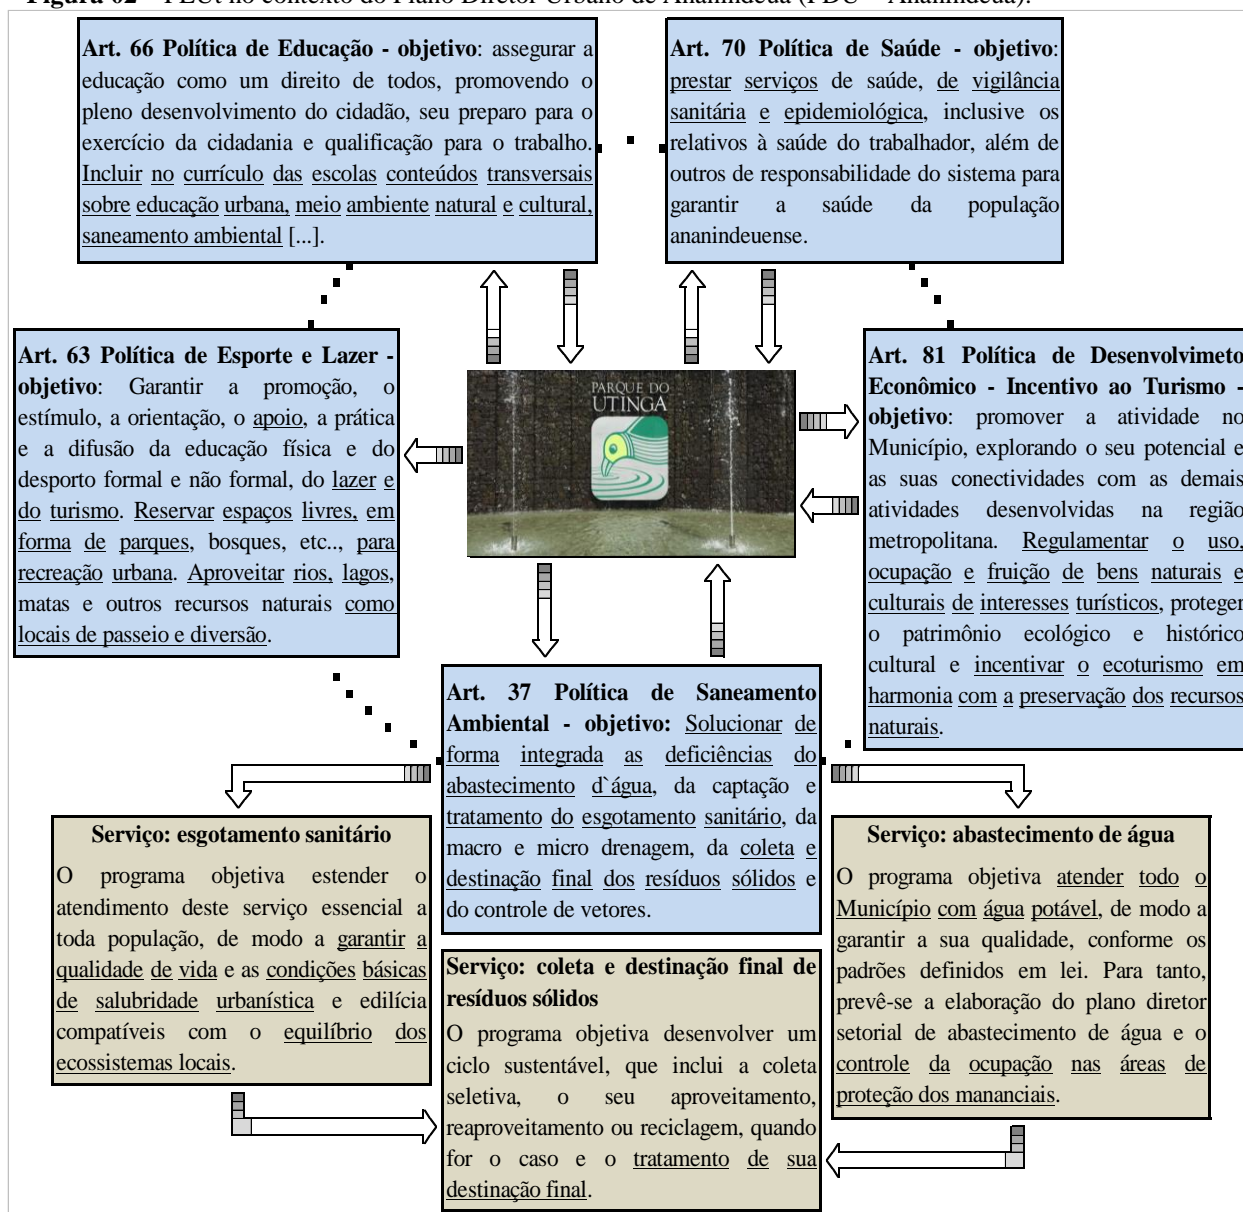 Figura 02 – PEUt no contexto do Plano Diretor Urbano de Ananindeua (PDU – Ananindeua).
Art. 66 Política de Educação - objetivo: assegurar a
educação como um direito de todos, promovendo o
pleno desenvolvimento do cidadão, seu preparo para o
exercício da cidadania e qualificação para o trabalho.
Incluir no currículo das escolas conteúdos transversais
sobre educação urbana, meio ambiente natural e cultural,
saneamento ambiental [...].
Art. 70 Política de Saúde - objetivo:
prestar serviços de saúde, de vigilância
sanitária e epidemiológica, inclusive os
relativos à saúde do trabalhador, além de
outros de responsabilidade do sistema para
garantir a saúde da população
ananindeuense.
Art. 63 Política de Esporte e Lazer -
objetivo: Garantir a promoção, o
estímulo, a orientação, o apoio, a prática
e a difusão da educação física e do
desporto formal e não formal, do lazer e
do turismo. Reservar espaços livres, em
forma de parques, bosques, etc.., para
recreação urbana. Aproveitar rios, lagos,
matas e outros recursos naturais como
locais de passeio e diversão.
PARQUE DO
UTINGA
Art. 81 Política de Desenvolvimeto
Econômico - Incentivo ao Turismo -
objetivo: promover a atividade no
Município, explorando o seu potencial e
as suas conectividades com as demais
atividades desenvolvidas na região
metropolitana. Regulamentar o uso,
ocupação e fruição de bens naturais e
culturais de interesses turísticos, proteger
o patrimônio ecológico e histórico
cultural e incentivar o ecoturismo em
harmonia com a preservação dos recursos
naturais.
Art. 37 Política de Saneamento
Ambiental - objetivo: Solucionar de
forma integrada as deficiências do
abastecimento d`água, da captação e
tratamento do esgotamento sanitário, da
macro e micro drenagem, da coleta e
destinação final dos resíduos sólidos e
do controle de vetores.
Serviço: esgotamento sanitário
O programa objetiva estender o
atendimento deste serviço essencial a
toda população, de modo a garantir a
qualidade de vida e as condições básicas
de salubridade urbanística e edilícia
compatíveis com o equilíbrio dos
ecossistemas locais.
Serviço: coleta e destinação final de
resíduos sólidos
O programa objetiva desenvolver um
ciclo sustentável, que inclui a coleta
seletiva, o seu aproveitamento,
reaproveitamento ou reciclagem, quando
for o caso e o tratamento de sua
destinação final.
Serviço: abastecimento de água
O programa objetiva atender todo o
Município com água potável, de modo a
garantir a sua qualidade, conforme os
padrões definidos em lei. Para tanto,
prevê-se a elaboração do plano diretor
setorial de abastecimento de água e o
controle da ocupação nas áreas de
proteção dos mananciais.